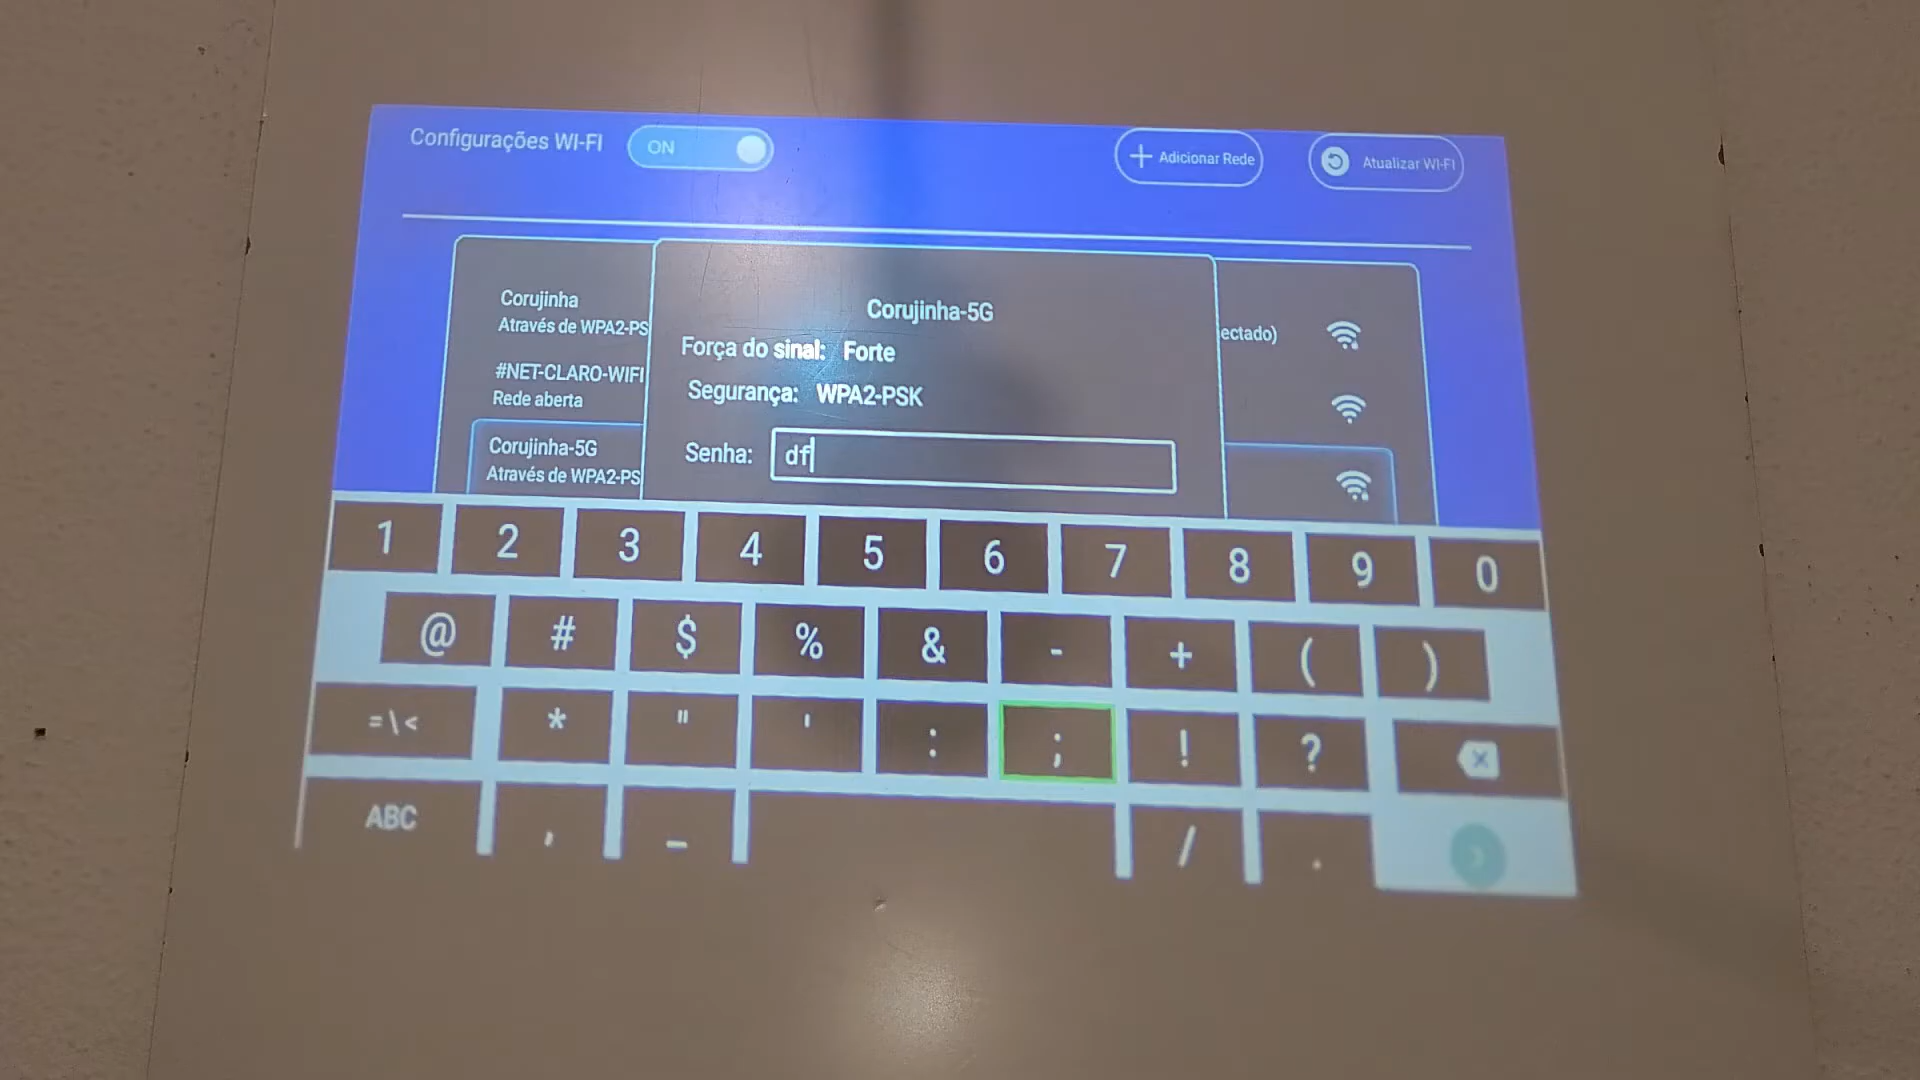 Configurações WI-FI
ON
Adicionar Rede
Atualizar WI-FI
Corujinha
Através de WPA2-PS
ectado)
#NET-CLARO-WIFI
Rede aberta
Corujinha-5G
Através de WPA2-PS
Corujinha-5G
Força do sinal: Forte
Segurança: WPA2-PSK
Senha: df
1 2 3 4 5 6 7 8 9 0
@ # $ % & - + ( )
=\< * " ' : ; ! ?
ABC , _ / .